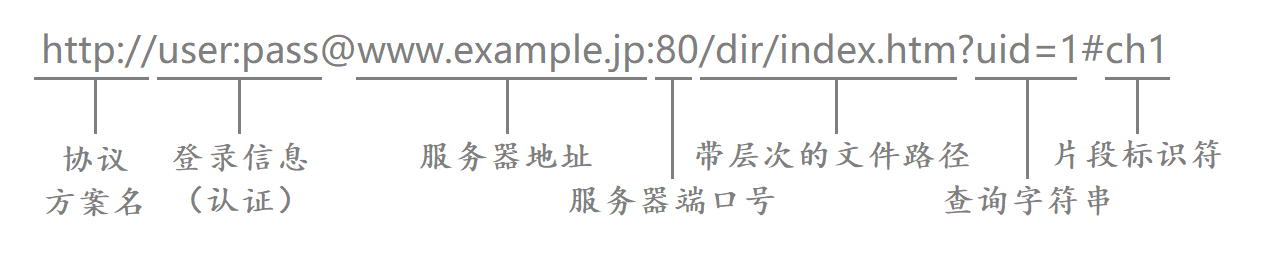 http://user:pass@www.example.jp:80/dir/index.htm?uid=1#ch1
协议
方案名
登录信息
（认证）
服务器地址
服务器端口号
带层次的文件路径
查询字符串
片段标识符